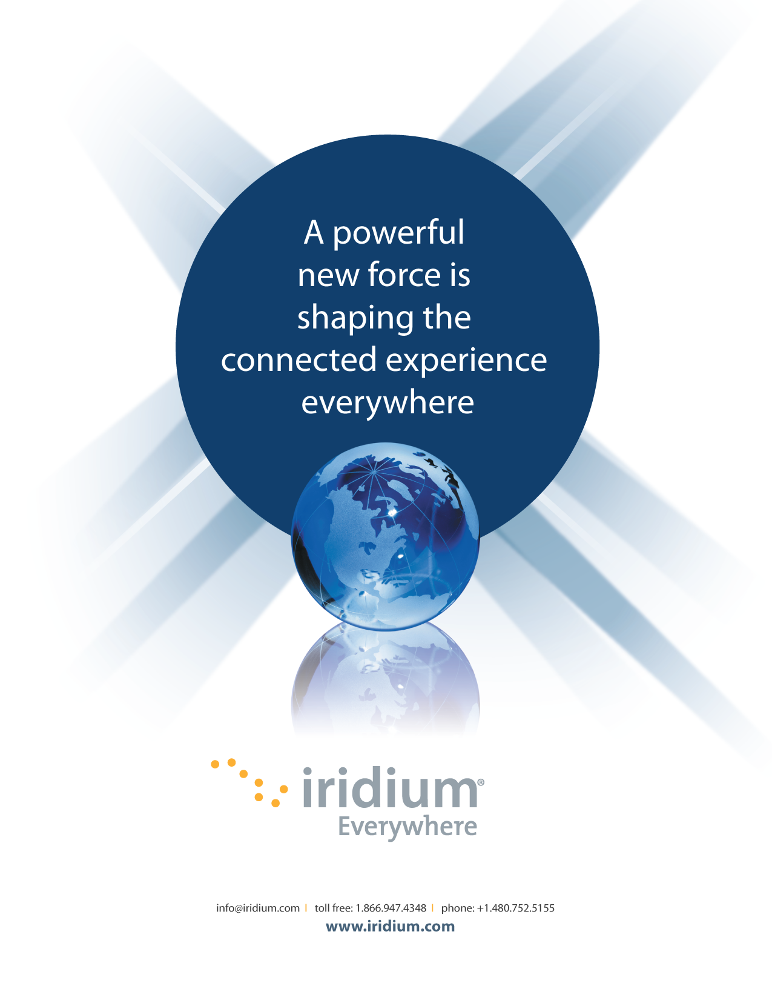 A powerful
new force is
shaping the
connected experience
everywhere
iridium®
Everywhere
info@iridium.com | toll free: 1.866.947.4348 | phone: +1.480.752.5155
www.iridium.com